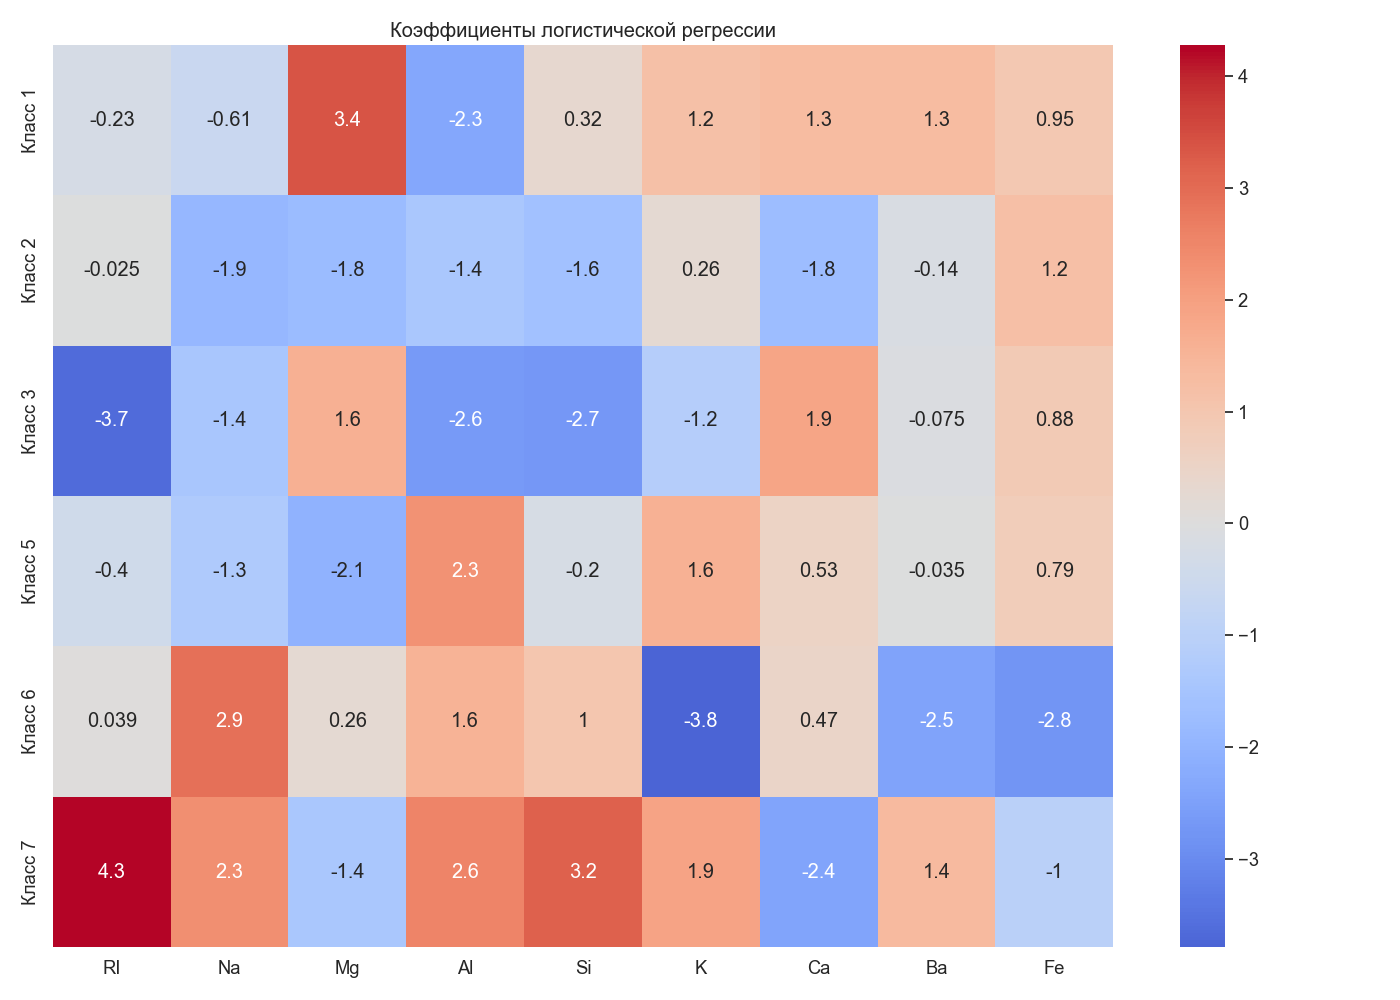 Коэффициенты логистической регрессии
Класс 1 -0.23 -0.61 3.4 -2.3 0.32 1.2 1.3 1.3 0.95
Класс 2 -0.025 -1.9 -1.8 -1.4 -1.6 0.26 -1.8 -0.14 1.2
Класс 3 -3.7 -1.4 1.6 -2.6 -2.7 -1.2 1.9 -0.075 0.88
Класс 5 -0.4 -1.3 -2.1 2.3 -0.2 1.6 0.53 -0.035 0.79
Класс 6 0.039 2.9 0.26 1.6 1 -3.8 0.47 -2.5 -2.8
Класс 7 4.3 2.3 -1.4 2.6 3.2 1.9 -2.4 1.4 -1
RI Na Mg Al Si K Ca Ba Fe
4
3
2
1
0
−1
−2
−3